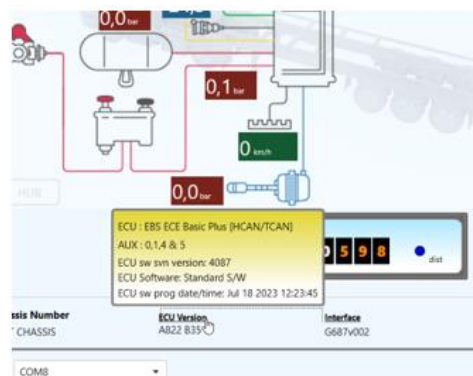 0,0 bar
0,1 bar
0 km/h
HUB
0,0 bar
ECU : EBS ECE Basic Plus [HCAN/TCAN]
AUX : 0,1,4 & 5
ECU sw svn version: 4087
ECU Software: Standard S/W
ECU sw prog date/time: Jul 18 2023 12:23:45
0598
dist
Number
ECU Version
Interface
CHASSIS
A822 B35
G687v002
COM8